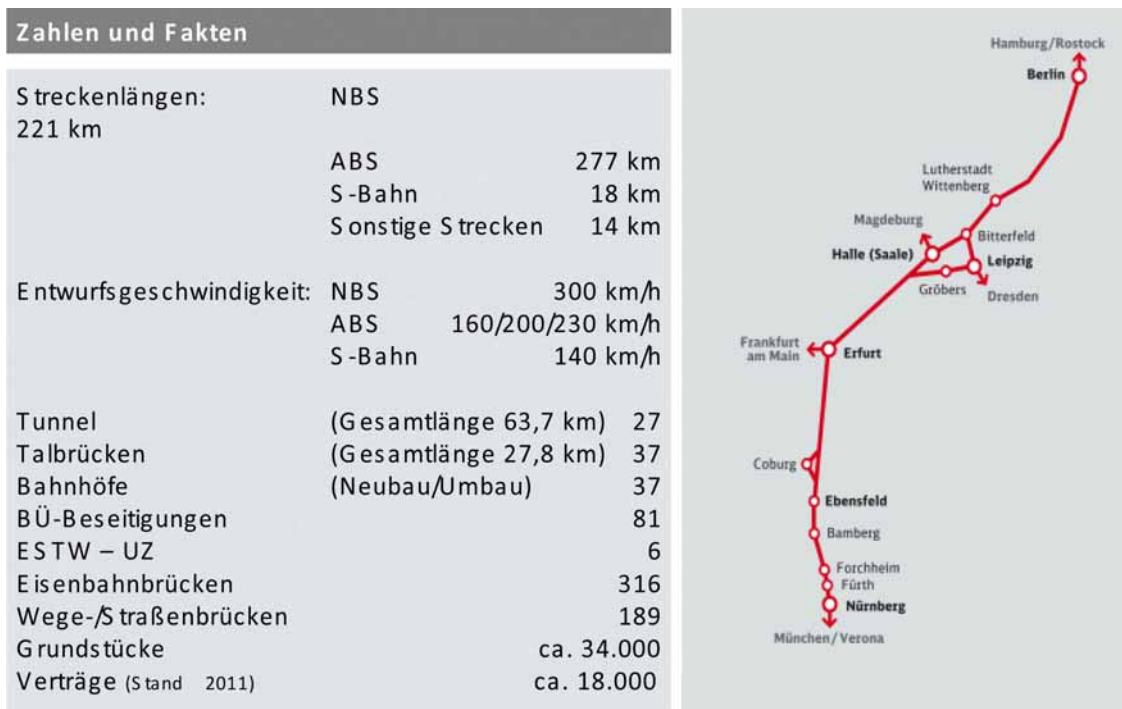 Zahlen und Fakten
Streckenlängen: NBS
221 km
ABS 277 km
S-Bahn 18 km
Sonstige Strecken 14 km
Entwurfsgeschwindigkeit: NBS 300 km/h
ABS 160/200/230 km/h
S-Bahn 140 km/h
Tunnel (Gesamtlänge 63,7 km) 27
Talbrücken (Gesamtlänge 27,8 km) 37
Bahnhöfe (Neubau/Umbau) 37
BÜ-Beseitigungen 81
ESTW – UZ 6
Eisenbahnbrücken 316
Wege-/Straßenbrücken 189
Grundstücke ca. 34.000
Verträge (Stand 2011) ca. 18.000
Hamburg/Rostock
Berlin
Lutherstadt
Wittenberg
Magdeburg
Bitterfeld
Halle (Saale)
Leipzig
Gröbers
Dresden
Frankfurt
am Main
Erfurt
Coburg
Ebensfeld
Bamberg
Forchheim
Fürth
Nürnberg
München/Verona